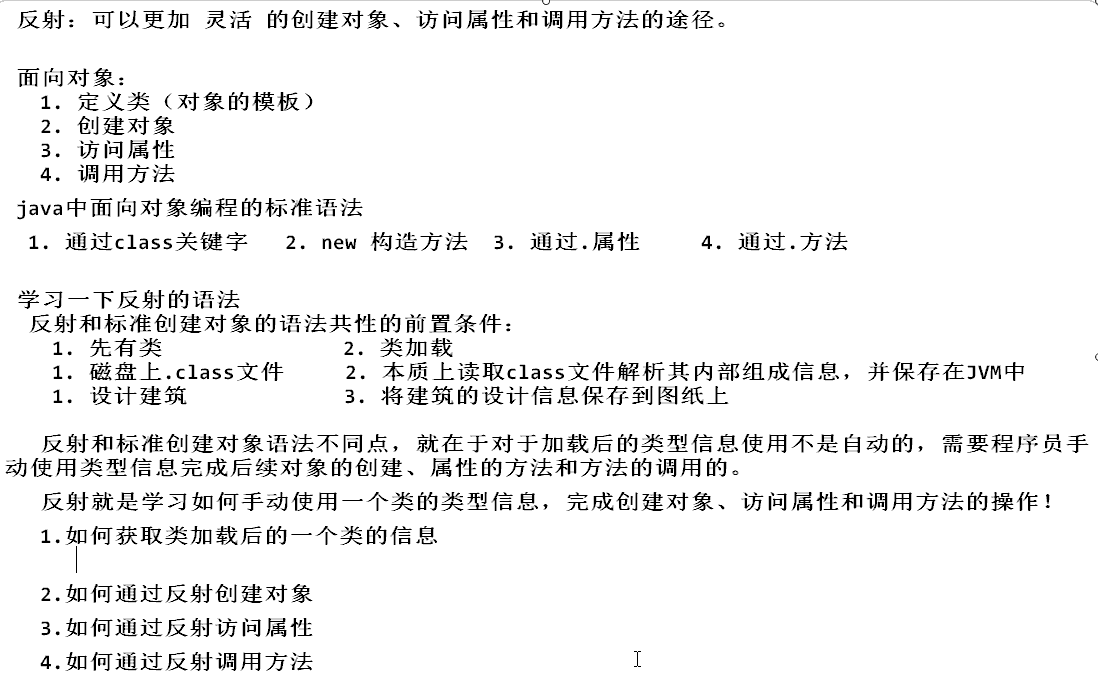 反射：可以更加 灵活 的创建对象、访问属性和调用方法的途径。
面向对象：
1. 定义类（对象的模板）
2. 创建对象
3. 访问属性
4. 调用方法
java中面向对象编程的标准语法
1. 通过class关键字 2. new 构造方法 3. 通过.属性 4. 通过.方法
学习一下反射的语法
反射和标准创建对象的语法共性的前置条件：
1. 先有类 2. 类加载
1. 磁盘上.class文件 2. 本质上读取class文件解析其内部组成信息，并保存在JVM中
1. 设计建筑 3. 将建筑的设计信息保存到图纸上
反射和标准创建对象语法不同点，就在于对于加载后的类型信息使用不是自动的，需要程序员手
动使用类型信息完成后续对象的创建、属性的方法和方法的调用的。
反射就是学习如何手动使用一个类的类型信息，完成创建对象、访问属性和调用方法的操作！
1.如何获取类加载后的一个类的信息
2.如何通过反射创建对象
3.如何通过反射访问属性
4.如何通过反射调用方法